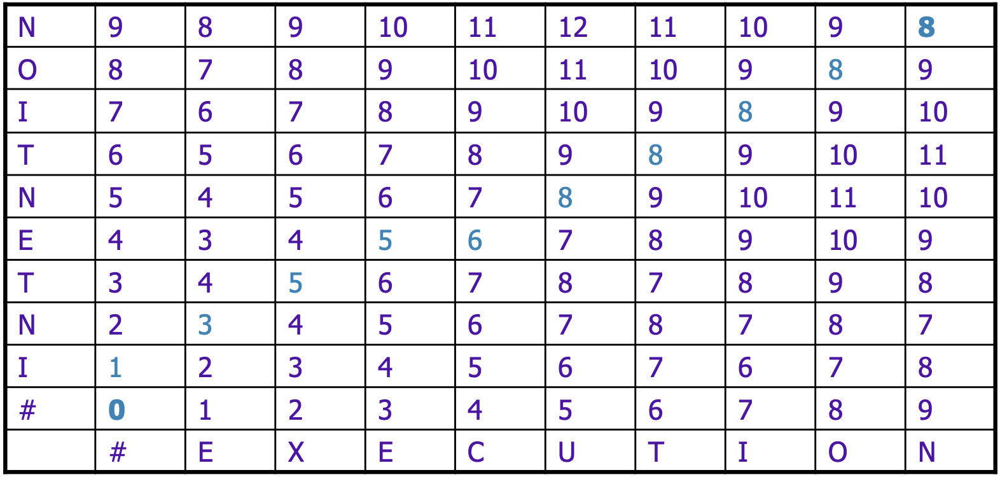 N 9 8 9 10 11 12 11 10 9 8
O 8 7 8 9 10 11 10 9 8 9
I 7 6 7 8 9 10 9 8 9 10
T 6 5 6 7 8 9 8 9 10 11
N 5 4 5 6 7 8 9 10 11 10
E 4 3 4 5 6 7 8 9 10 9
T 3 4 5 6 7 8 7 8 9 8
N 2 3 4 5 6 7 8 7 8 7
I 1 2 3 4 5 6 7 6 7 8
# 0 1 2 3 4 5 6 7 8 9
# E X E C U T I O N